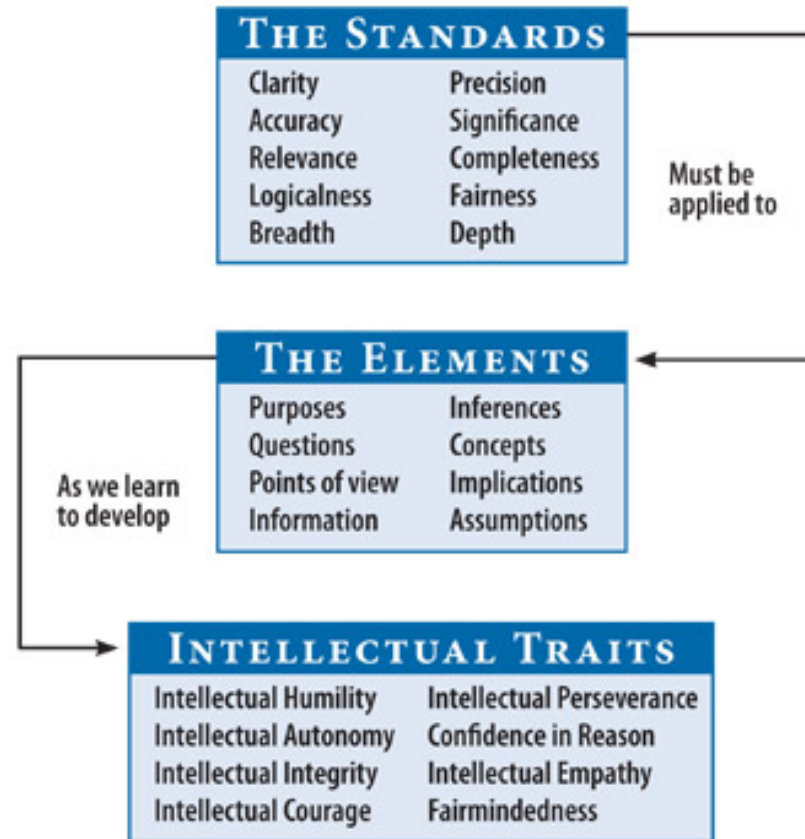 THE STANDARDS
Clarity Precision
Accuracy Significance
Relevance Completeness
Logicalness Fairness
Breadth Depth
Must be
applied to
THE ELEMENTS
Purposes Inferences
Questions Concepts
Points of view Implications
Information Assumptions
As we learn
to develop
INTELLECTUAL TRAITS
Intellectual Humility Intellectual Perseverance
Intellectual Autonomy Confidence in Reason
Intellectual Integrity Intellectual Empathy
Intellectual Courage Fairmindedness